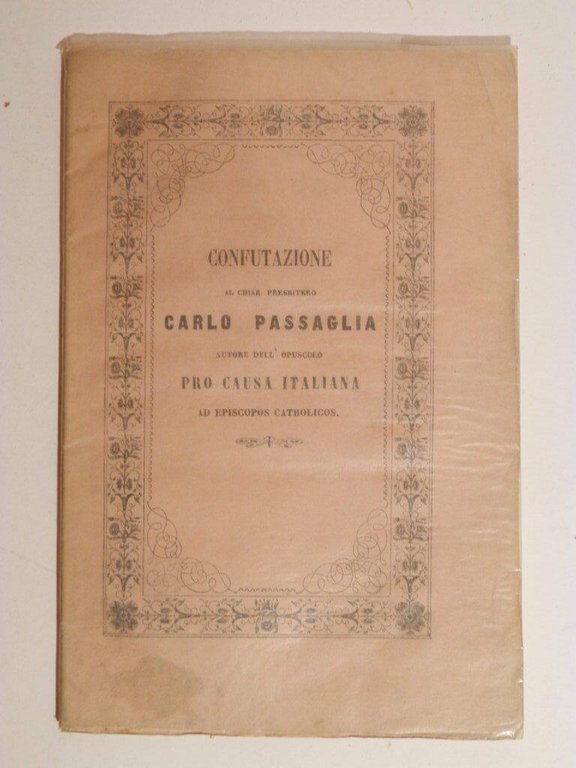 CONFUTAZIONE
AL CHIAR. PRESBITERO
CARLO PASSAGLIA
AUTORE DELL' OPUSCOLO
PRO CAUSA ITALIANA
AD EPISCOPOS CATHOLICOS.